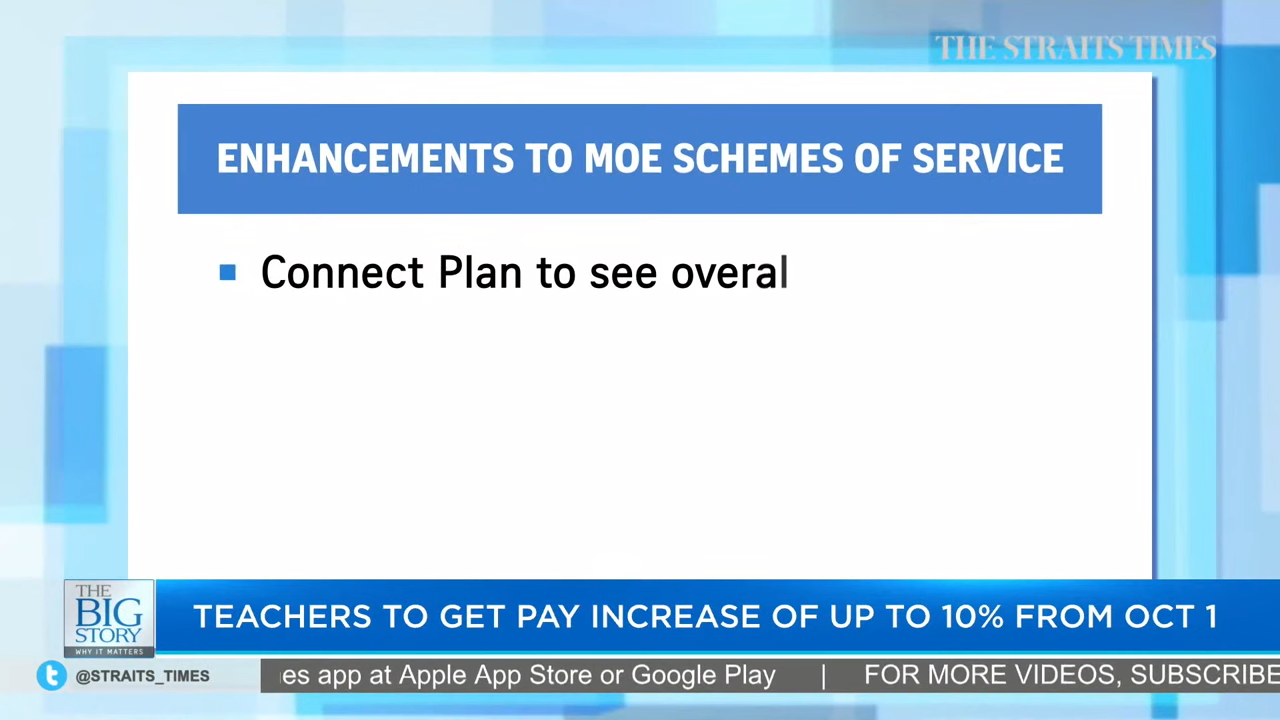 THE STRAITS TIMES
ENHANCEMENTS TO MOE SCHEMES OF SERVICE
Connect Plan to see overal
THE
BIG
STORY
WHY IT MATTERS
TEACHERS TO GET PAY INCREASE OF UP TO 10% FROM OCT 1
@STRAITS_TIMES
es app at Apple App Store or Google Play | FOR MORE VIDEOS, SUBSCRIBE